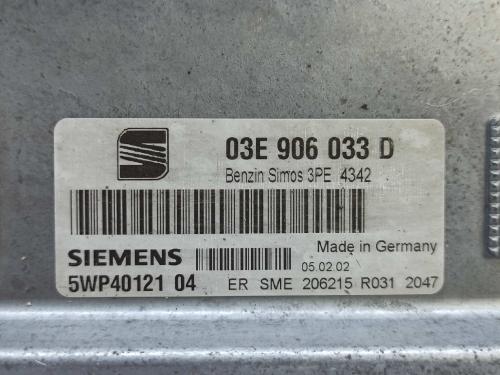 03E 906 033 D
Benzin Simos 3PE 4342
SIEMENS
Made in Germany
05.02.02
5WP40121 04
ER SME 206215 R031 2047